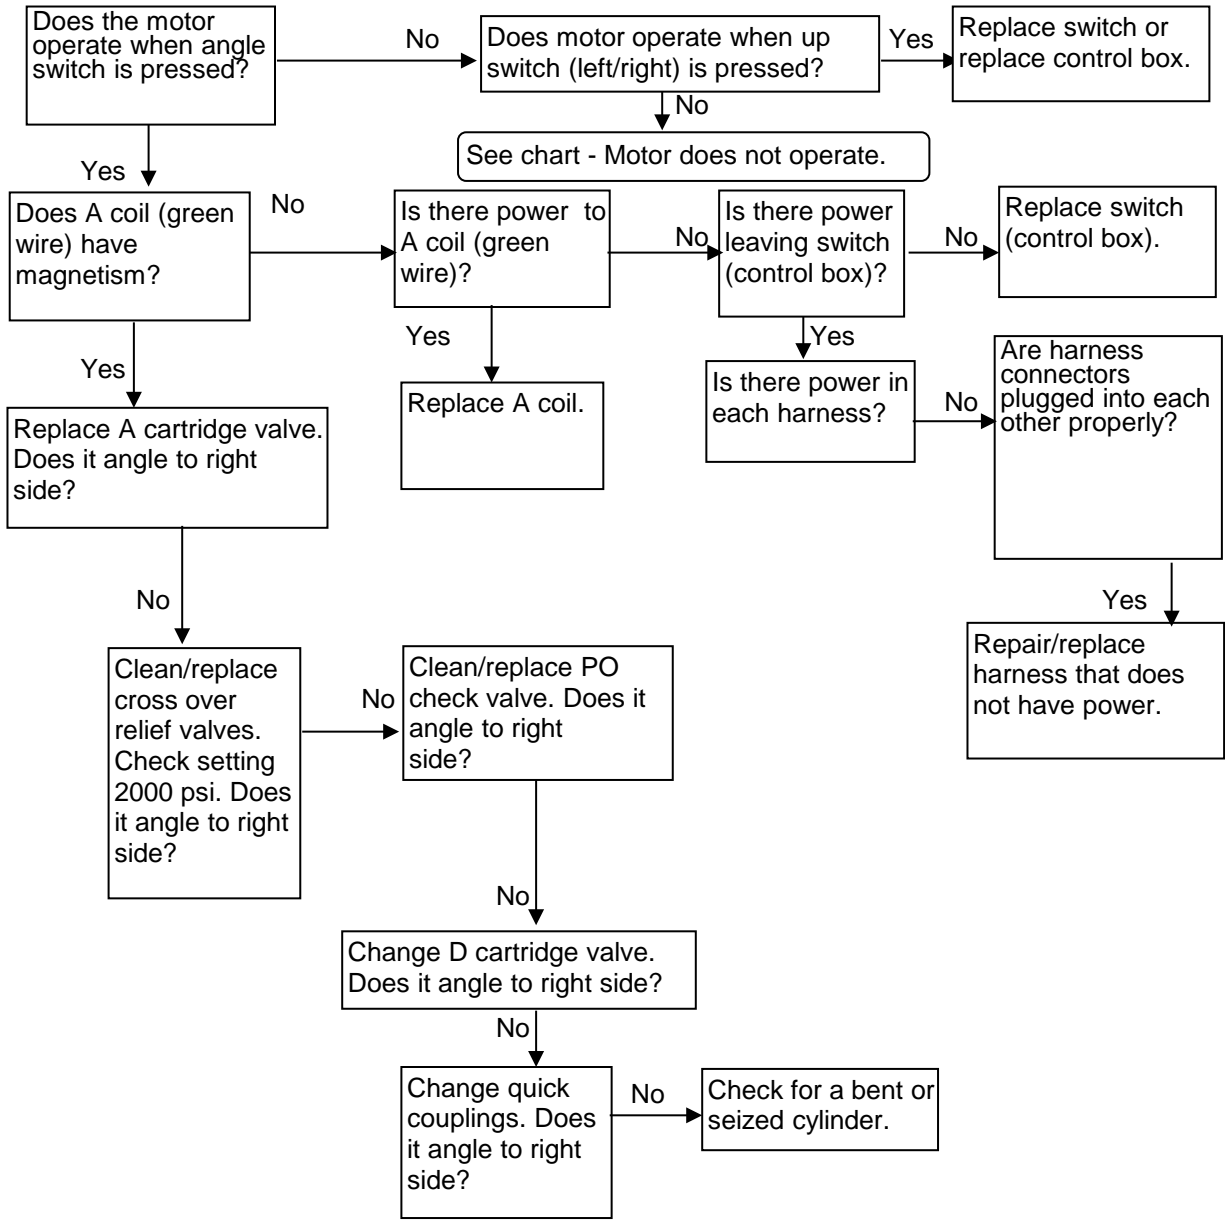 Does the motor
operate when angle
switch is pressed?
No
Does motor operate when up
switch (left/right) is pressed?
Yes
Replace switch or
replace control box.
No
See chart - Motor does not operate.
Yes
Does A coil (green
wire) have
magnetism?
No
Is there power to
A coil (green
wire)?
No
Is there power
leaving switch
(control box)?
No
Replace switch
(control box).
Yes
Replace A coil.
Yes
Is there power in
each harness?
No
Are harness
connectors
plugged into each
other properly?
Yes
Repair/replace
harness that does
not have power.
Yes
Replace A cartridge valve.
Does it angle to right
side?
No
Clean/replace
cross over
relief valves.
Check setting
2000 psi. Does
it angle to right
side?
No
Clean/replace PO
check valve. Does it
angle to right
side?
No
Change D cartridge valve.
Does it angle to right side?
No
Change quick
couplings. Does
it angle to right
side?
No
Check for a bent or
seized cylinder.